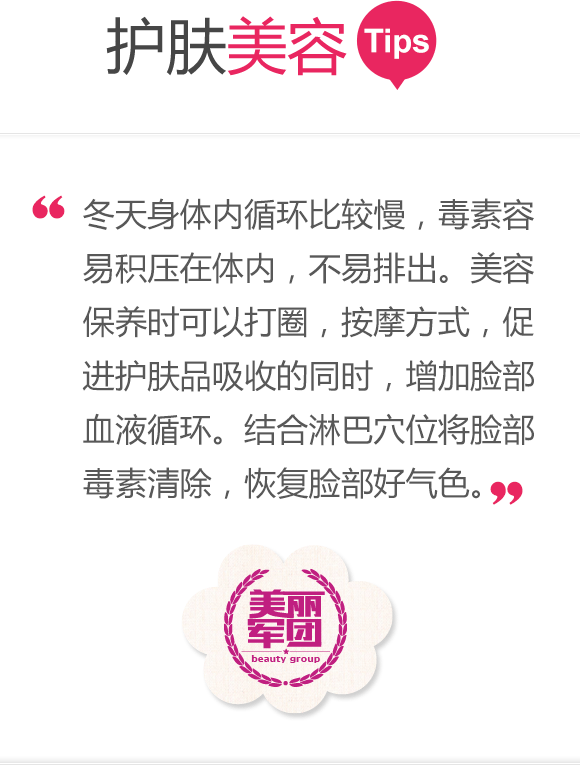 护肤美容 Tips
“ 冬天身体内循环比较慢，毒素容
易积压在体内，不易排出。美容
保养时可以打圈，按摩方式，促
进护肤品吸收的同时，增加脸部
血液循环。结合淋巴穴位将脸部
毒素清除，恢复脸部好气色。”
美丽
军团
beauty group